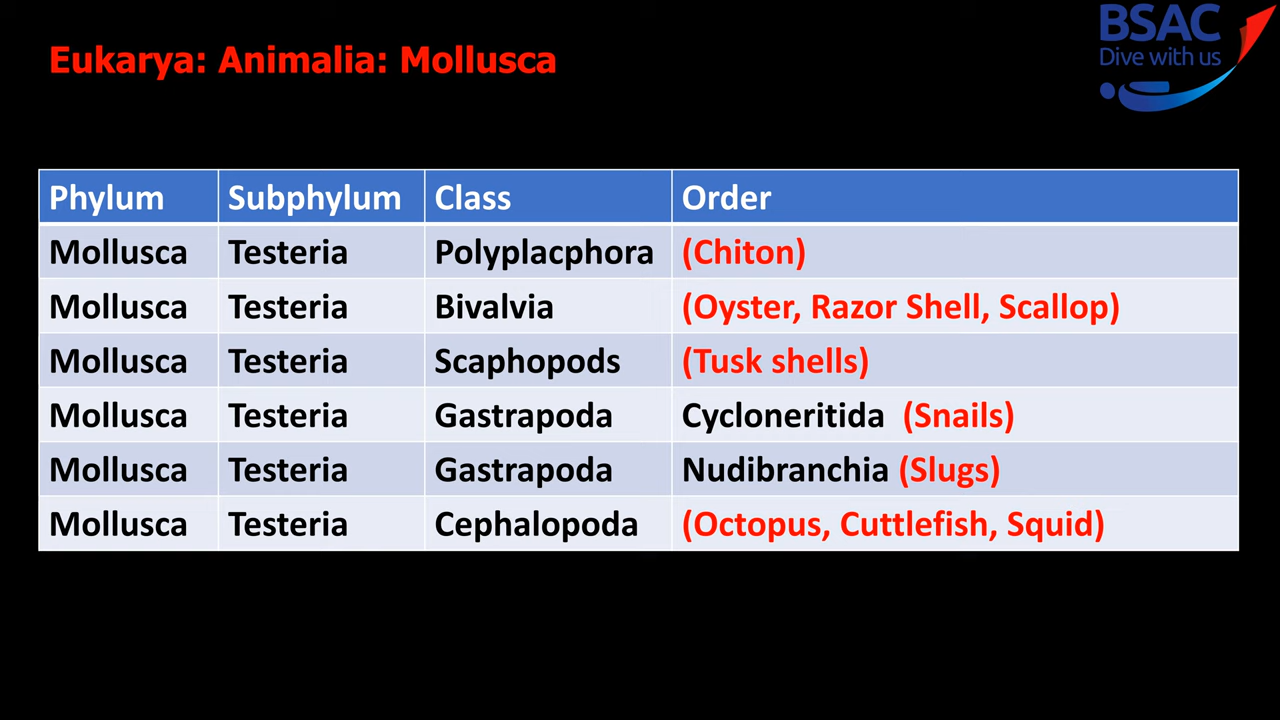 Eukarya: Animalia: Mollusca
BSAC
Dive with us
Phylum Subphylum Class Order
Mollusca Testeria Polyplacphora (Chiton)
Mollusca Testeria Bivalvia (Oyster, Razor Shell, Scallop)
Mollusca Testeria Scaphopods (Tusk shells)
Mollusca Testeria Gastrapoda Cycloneritida (Snails)
Mollusca Testeria Gastrapoda Nudibranchia (Slugs)
Mollusca Testeria Cephalopoda (Octopus, Cuttlefish, Squid)